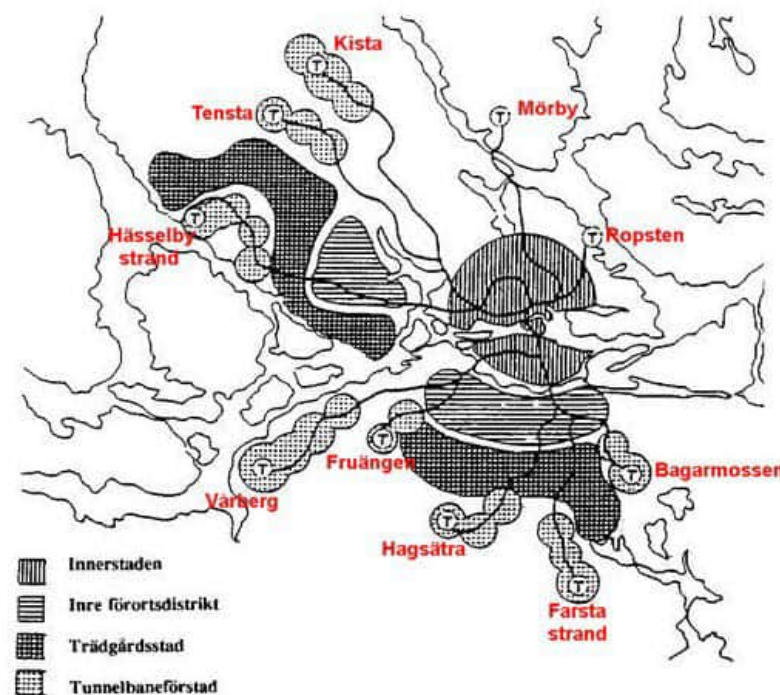 Kista
Tensta
Mörby
T
T
T
Hässelby
strand
T
T
Ropsten
Vårberg
T
Fruängen
T
Bagarmossen
T
Hagsätra
T
Farsta
strand
T
Innerstaden
Inre förortsdistrikt
Trädgårdsstad
Tunnelbaneförstad